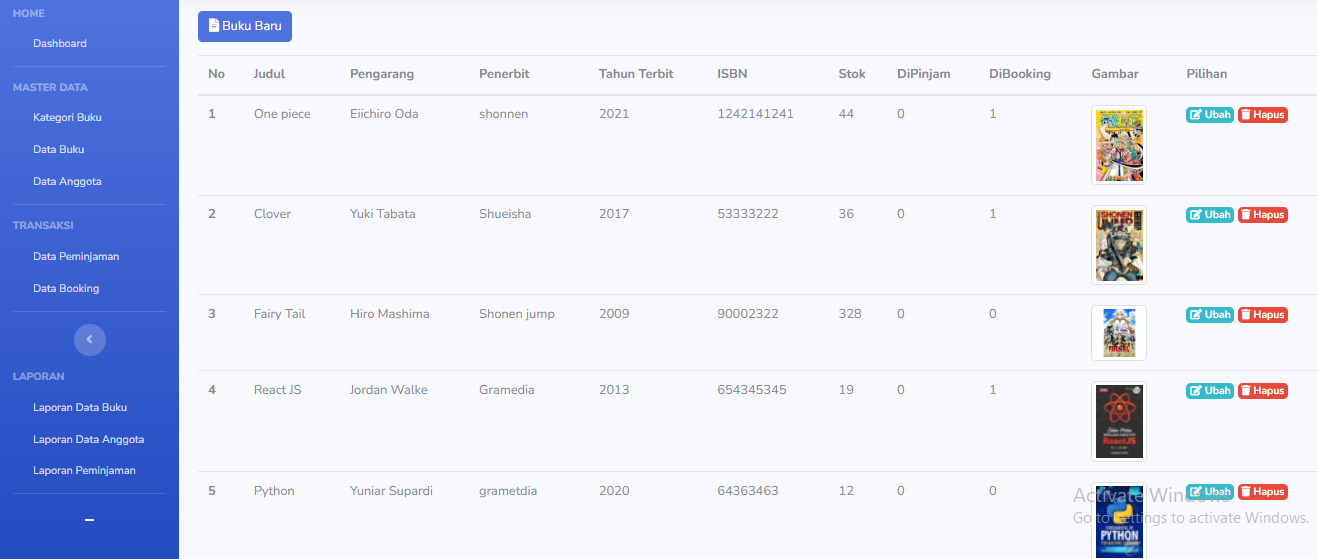 HOME
Dashboard
MASTER DATA
Kategori Buku
Data Buku
Data Anggota
TRANSAKSI
Data Peminjaman
Data Booking
LAPORAN
Laporan Data Buku
Laporan Data Anggota
Laporan Peminjaman
Buku Baru
No Judul Pengarang Penerbit Tahun Terbit ISBN Stok DiPinjam DiBooking Gambar Pilihan
1 One piece Eiichiro Oda shonnen 2021 1242141241 44 0 1 Ubah Hapus
2 Clover Yuki Tabata Shueisha 2017 53333222 36 0 1 Ubah Hapus
SHONEN
3 Fairy Tail Hiro Mashima Shonen jump 2009 90002322 328 0 0 Ubah Hapus
4 React JS Jordan Walke Gramedia 2013 654345345 19 0 1 Ubah Hapus
ReactJS
5 Python Yuniar Supardi grametdia 2020 64363463 12 0 0 Ubah Hapus
PYTHON
Activate Windows
Go to Settings to activate Windows.